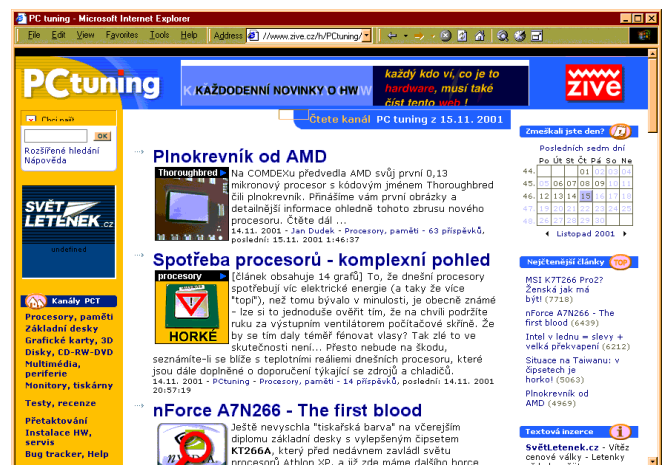 PC tuning - Microsoft Internet Explorer
File Edit View Favorites Tools Help
Address //www.zive.cz/h/PCtuning/
PCtuning
KAŽDODENNÍ NOVINKY O HW
každý kdo ví, co je to
hardware, musí také
číst tento web !
zive
Čtete kanál PC tuning z 15.11. 2001
Chci najít
OK
Rozšířené hledání
Nápověda
SVĚT
LETENEK.cz
undefined
Kanály PCT
Procesory, paměti
Základní desky
Grafické karty, 3D
Disky, CD-RW-DVD
Multimédia,
periferie
Monitory, tiskárny
Testy, recenze
Přetaktování
Instalace HW,
servis
Bug tracker, Help
Plnokrevník od AMD
Thoroughbred
Na COMDEXu předvedla AMD svůj první 0,13
mikronový procesor s kódovým jménem Thoroughbred
čili plnokrevník. Přinášíme vám první obrázky a
detailnější informace ohledně tohoto zbrusu nového
procesoru. Čtěte dál ...
14.11. 2001 - Jan Dudek - Procesory, paměti - 63 příspěvků,
poslední: 15.11. 2001 1:46:37
Spotřeba procesorů - komplexní pohled
procesory
HORKÉ
[článek obsahuje 14 grafů] To, že dnešní procesory
spotřebují víc elektrické energie (a taky že více
"topí"), než tomu bývalo v minulosti, je obecně známé
- lze si to jednoduše ověřit tím, že na chvíli podržíte
ruku za výstupním ventilátorem počítačové skříně. Že
by se tím daly téměř fénovat vlasy? Tak zlé to ve
skutečnosti není... Přesto nebude na škodu,
seznámíte-li se blíže s teplotními reáliemi dnešních procesoru, které
jsou dále doplněné o doporučení týkající se zdrojů a chladičů.
14.11. 2001 - PCtuning - Procesory, paměti - 14 příspěvků, poslední: 14.11. 2001
20:57:19
nForce A7N266 - The first blood
Ještě nevyschla "tiskařská barva" na včerejším
diplomu základní desky s vylepšeným čipsetem
KT266A, který před nedávnem zavládl světu
procesorů Athlon XP, a již zde máme dalšího horce
Zmeškali jste den?
Posledních sedm dní
Po Út St Čt Pá So Ne
44. 01 02 03 04
45. 05 06 07 08 09 10 11
46. 12 13 14 15 16 17 18
47. 19 20 21 22 23 24 25
48. 26 27 28 29 30
Listopad 2001
Nejčtenější články TOP
MSI K7T266 Pro2?
Ženská jak má
být! (7718)
nForce A7N266 - The
first blood (6439)
Intel v lednu = slevy +
velká překvapení (6212)
Situace na Taiwanu: v
čipsetech je
horko! (5063)
Plnokrevník od
AMD (4969)
Textová inzerce
SvětLetenek.cz - Vítěz
cenové války - Letenky